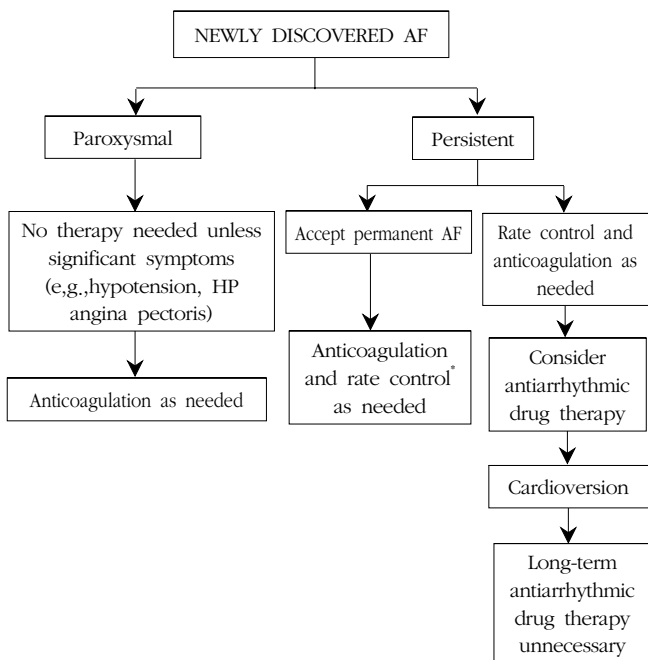 NEWLY DISCOVERED AF
Paroxysmal
Persistent
No therapy needed unless
significant symptoms
(e,g.,hypotension, HP
angina pectoris)
Anticoagulation as needed
Accept permanent AF
Anticoagulation
and rate control*
as needed
Rate control and
anticoagulation as
needed
Consider
antiarrhythmic
drug therapy
Cardioversion
Long-term
antiarrhythmic
drug therapy
unnecessary